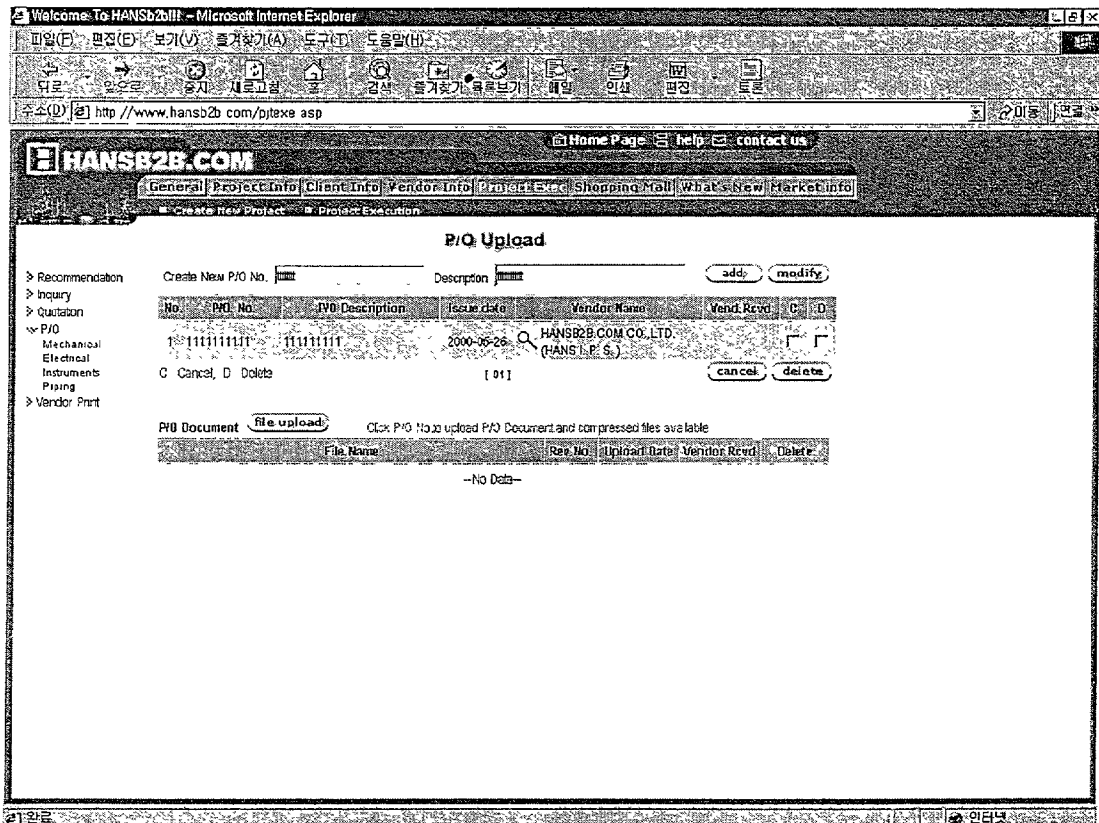 Welcome To HANSb2b!!! - Microsoft Internet Explorer
파일(F) 편집(E) 보기(V) 즐겨찾기(A) 도구(T) 도움말(H)
뒤로 앞으로 중지 새로고침 홈 검색 즐겨찾기 목록보기 메일 인쇄 편집 토론
주소(D) http //www.hansb2b com/pjtexe asp 이동 연결 »
Home Page help contact us
HANSB2B.COM
General Project Info Client Info Vendor Info Project Exec Shopping Mall What's New Market info
Create New Project Project Execution
P/O Upload
Create New P/O No. Description add modify
> Recommendation
> Inquiry
> Quotation
P/O
Mechanical
Electrical
Instruments
Piping
> Vendor Print
No. P/O No. P/O Description Issue date Vendor Name Vend. Rcvd C D
1 1111111111 11111111 2000-06-26 HANSB2B.COM CO., LTD.
(HANS I. P. S.)
C Cancel, D Delete [ 01 ] cancel delete
P/O Document file upload Click P/O No.to upload P/O Document and compressed files available
File Name Rev No. Upload Date Vendor Rcvd Delete
--No Data--
완료 인터넷